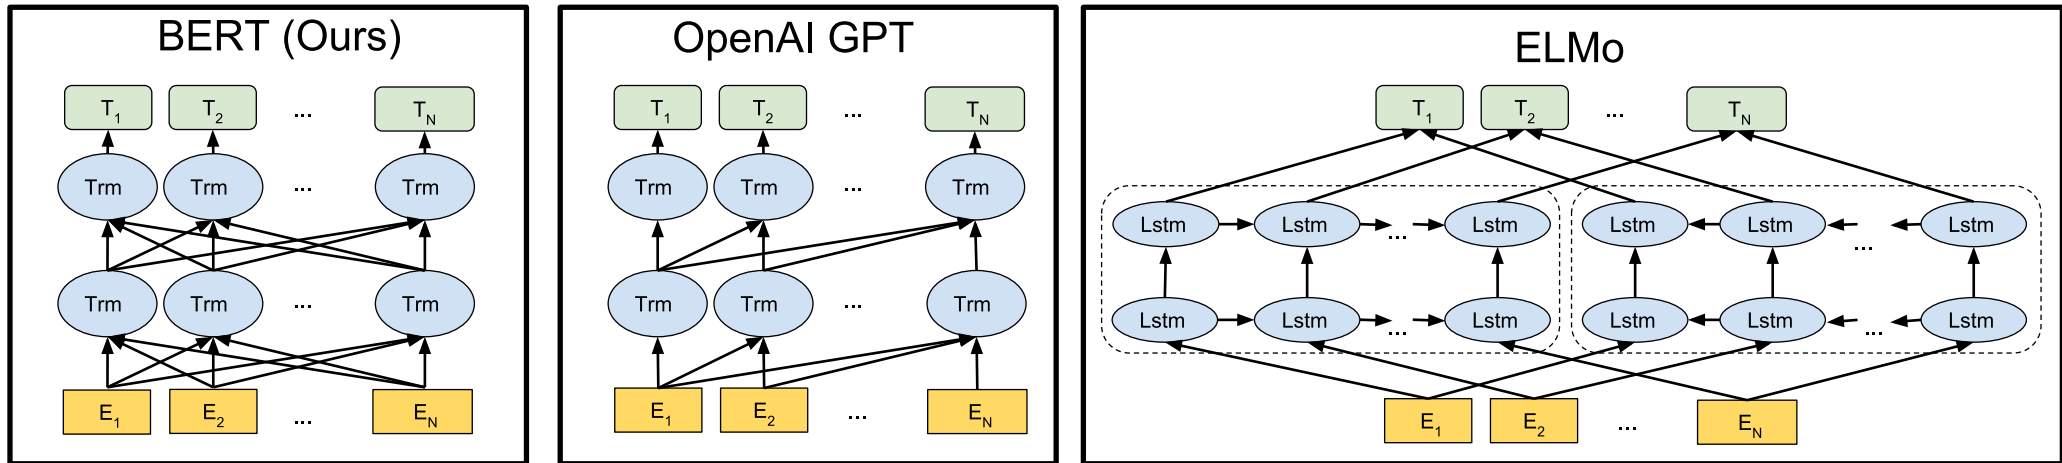 BERT (Ours)
T1 T2 ... TN
Trm Trm ... Trm
Trm Trm ... Trm
E1 E2 ... EN
OpenAI GPT
T1 T2 ... TN
Trm Trm ... Trm
Trm Trm ... Trm
E1 E2 ... EN
ELMo
T1 T2 ... TN
Lstm Lstm ... Lstm Lstm Lstm ... Lstm
Lstm Lstm ... Lstm Lstm Lstm ... Lstm
E1 E2 ... EN